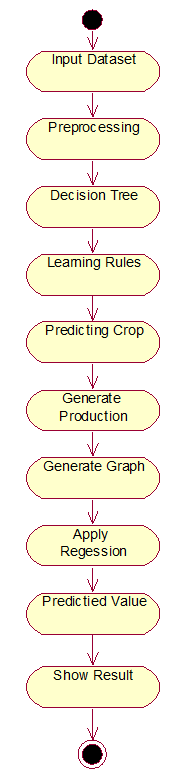 Input Dataset
Preprocessing
Decision Tree
Learning Rules
Predicting Crop
Generate
Production
Generate Graph
Apply
Regession
Predictied Value
Show Result